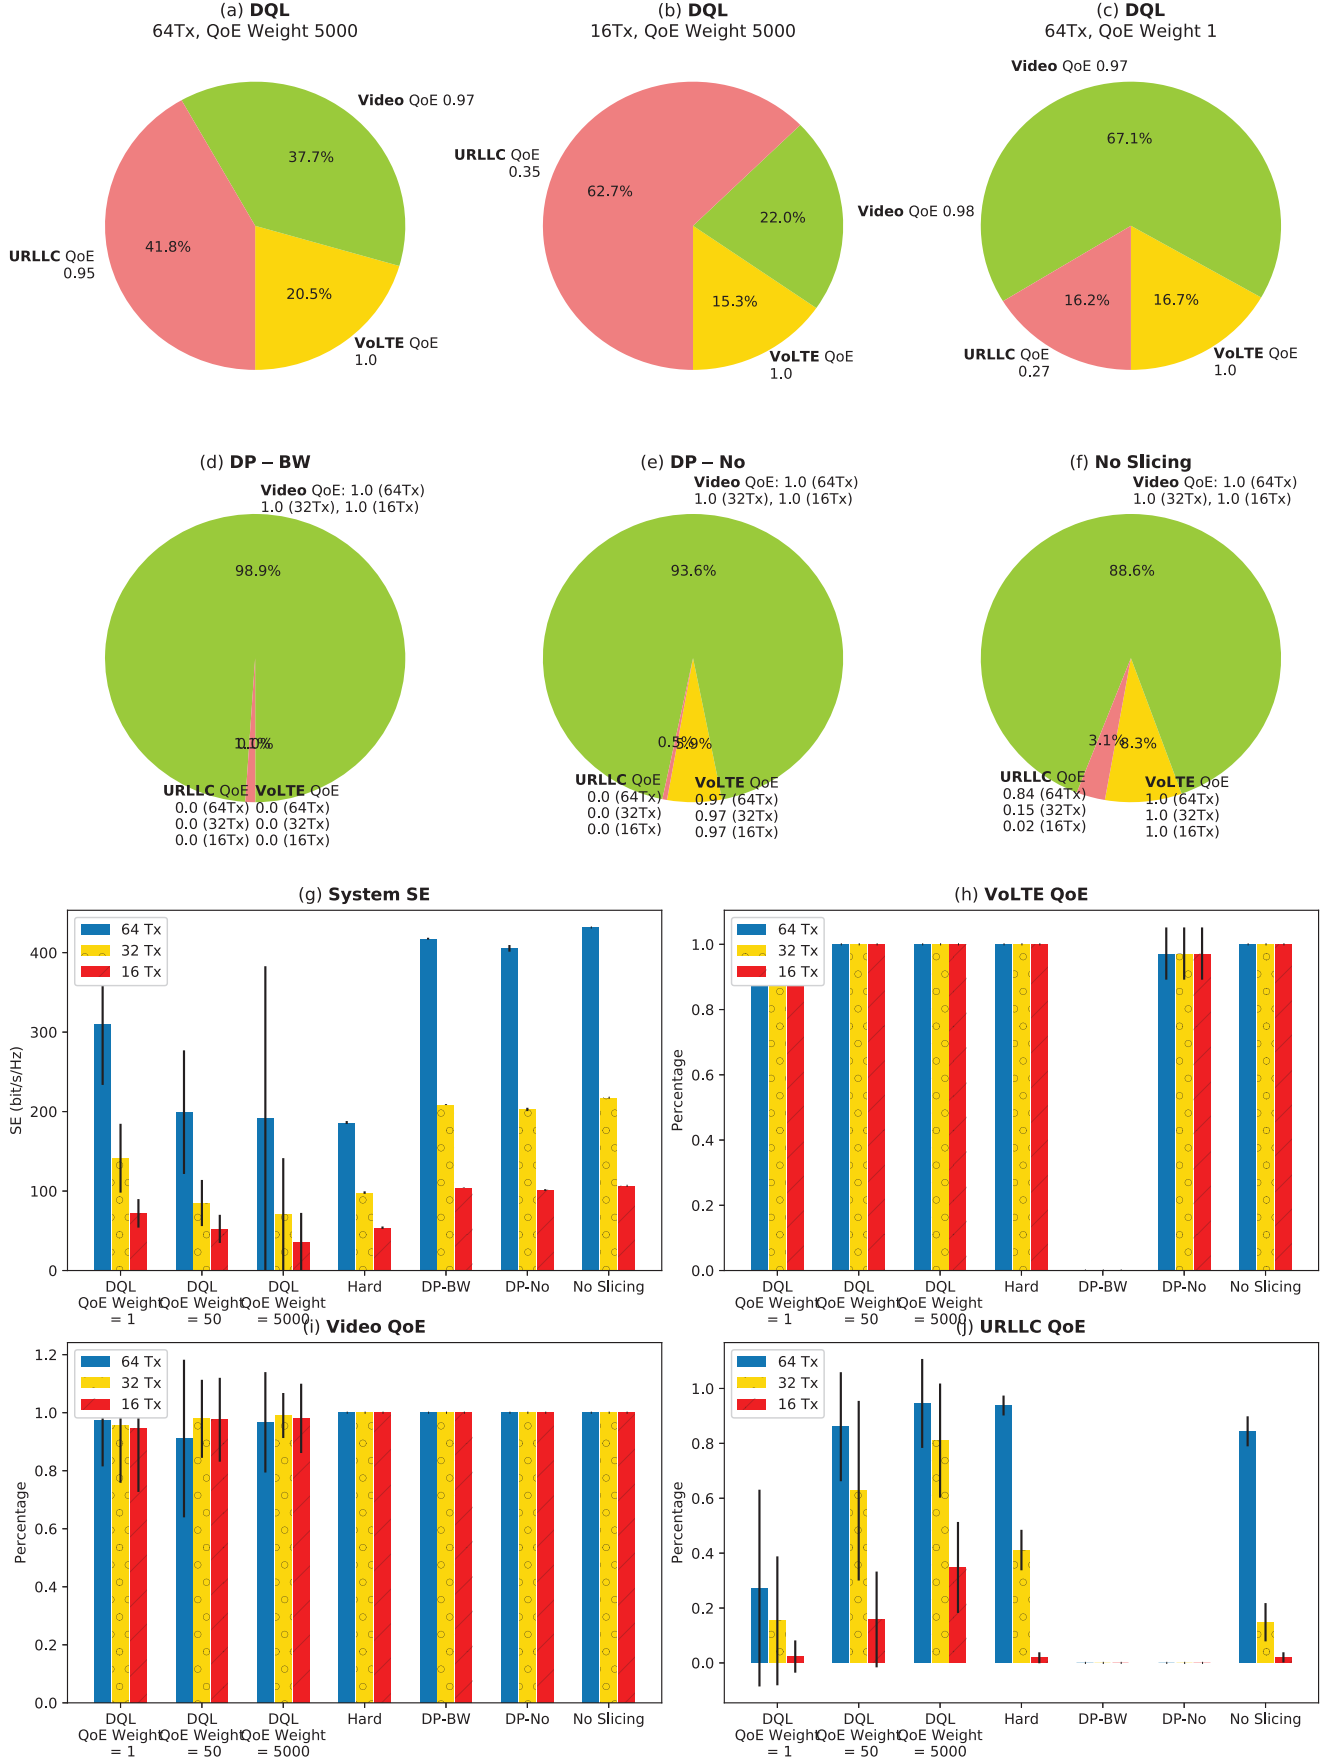 (a) DQL
64Tx, QoE Weight 5000
Video QoE 0.97
37.7%
41.8%
URLLC QoE
0.95
20.5%
VoLTE QoE
1.0
(b) DQL
16Tx, QoE Weight 5000
URLLC QoE
0.35
62.7%
22.0%
Video QoE 0.98
15.3%
VoLTE QoE
1.0
(c) DQL
64Tx, QoE Weight 1
Video QoE 0.97
67.1%
16.2%
16.7%
URLLC QoE
0.27
VoLTE QoE
1.0
(d) DP – BW
Video QoE: 1.0 (64Tx)
1.0 (32Tx), 1.0 (16Tx)
98.9%
1.1%
0.0%
URLLC QoE
0.0 (64Tx)
0.0 (32Tx)
0.0 (16Tx)
VoLTE QoE
0.0 (64Tx)
0.0 (32Tx)
0.0 (16Tx)
(e) DP – No
Video QoE: 1.0 (64Tx)
1.0 (32Tx), 1.0 (16Tx)
93.6%
0.5%
5.9%
URLLC QoE
0.0 (64Tx)
0.0 (32Tx)
0.0 (16Tx)
VoLTE QoE
0.97 (64Tx)
0.97 (32Tx)
0.97 (16Tx)
(f) No Slicing
Video QoE: 1.0 (64Tx)
1.0 (32Tx), 1.0 (16Tx)
88.6%
3.1%
8.3%
URLLC QoE
0.84 (64Tx)
0.15 (32Tx)
0.02 (16Tx)
VoLTE QoE
1.0 (64Tx)
1.0 (32Tx)
1.0 (16Tx)
(g) System SE
64 Tx
32 Tx
16 Tx
SE (bit/s/Hz)
400
300
200
100
0
DQL
QoE Weight
= 1
DQL
QoE Weight
= 50
DQL
QoE Weight
= 5000
Hard
DP-BW
DP-No
No Slicing
(h) VoLTE QoE
64 Tx
32 Tx
16 Tx
Percentage
1.0
0.8
0.6
0.4
0.2
0.0
DQL
QoE Weight
= 1
DQL
QoE Weight
= 50
DQL
QoE Weight
= 5000
Hard
DP-BW
DP-No
No Slicing
(i) Video QoE
64 Tx
32 Tx
16 Tx
Percentage
1.2
1.0
0.8
0.6
0.4
0.2
0.0
DQL
QoE Weight
= 1
DQL
QoE Weight
= 50
DQL
QoE Weight
= 5000
Hard
DP-BW
DP-No
No Slicing
(j) URLLC QoE
64 Tx
32 Tx
16 Tx
Percentage
1.0
0.8
0.6
0.4
0.2
0.0
DQL
QoE Weight
= 1
DQL
QoE Weight
= 50
DQL
QoE Weight
= 5000
Hard
DP-BW
DP-No
No Slicing